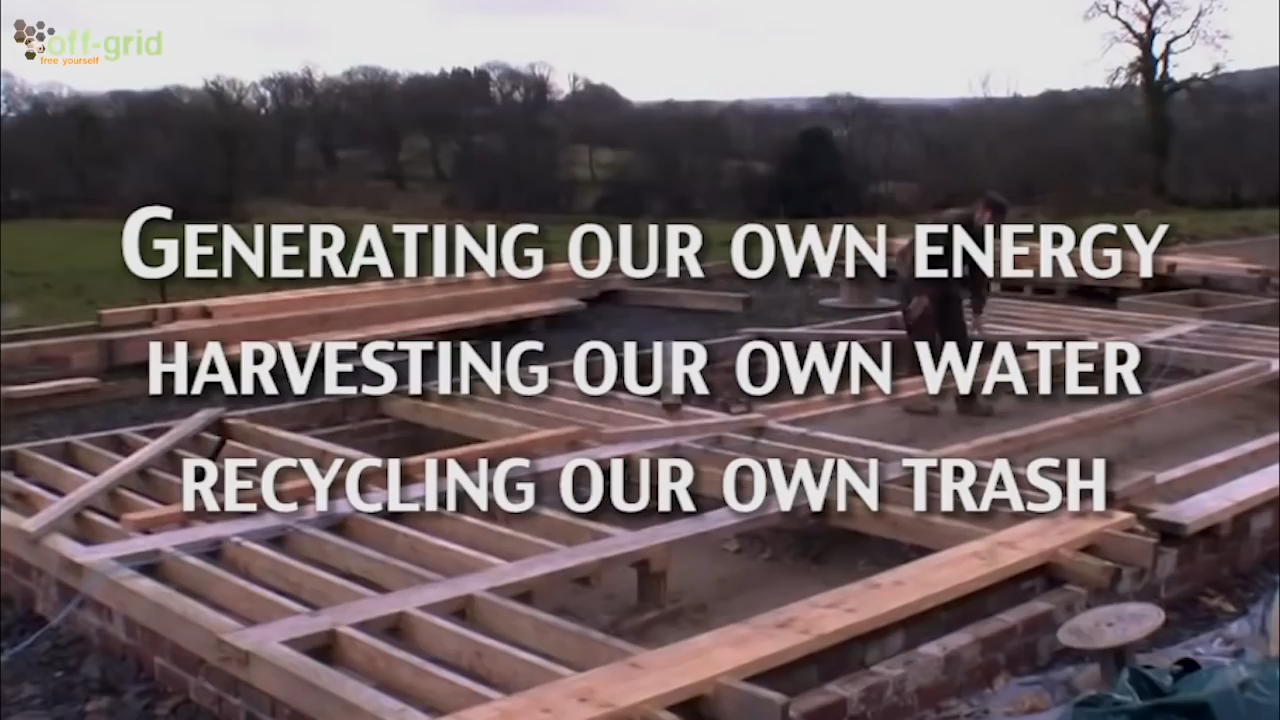 off-grid
free yourself
GENERATING OUR OWN ENERGY
HARVESTING OUR OWN WATER
RECYCLING OUR OWN TRASH